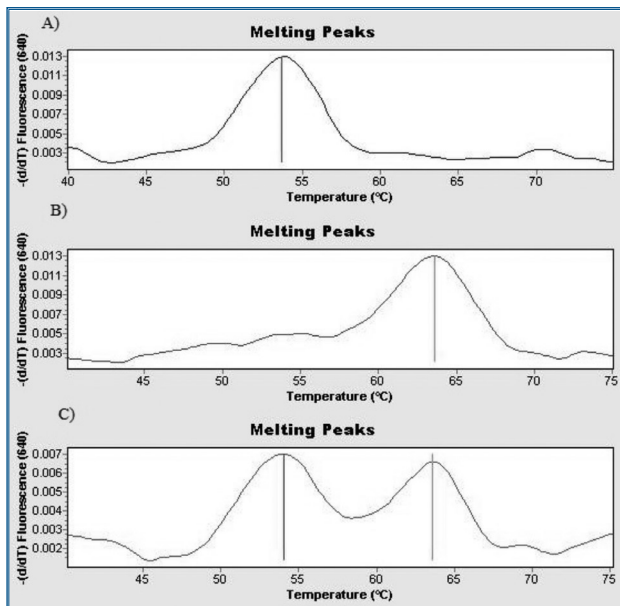 A)
Melting Peaks
-(d/dT) Fluorescence (640)
0.013
0.011
0.009
0.007
0.005
0.003
40 45 50 55 60 65 70
Temperature (ºC)
B)
Melting Peaks
-(d/dT) Fluorescence (640)
0.013
0.011
0.009
0.007
0.005
0.003
45 50 55 60 65 70 75
Temperature (ºC)
C)
Melting Peaks
-(d/dT) Fluorescence (640)
0.007
0.006
0.005
0.004
0.003
0.002
45 50 55 60 65 70 75
Temperature (ºC)